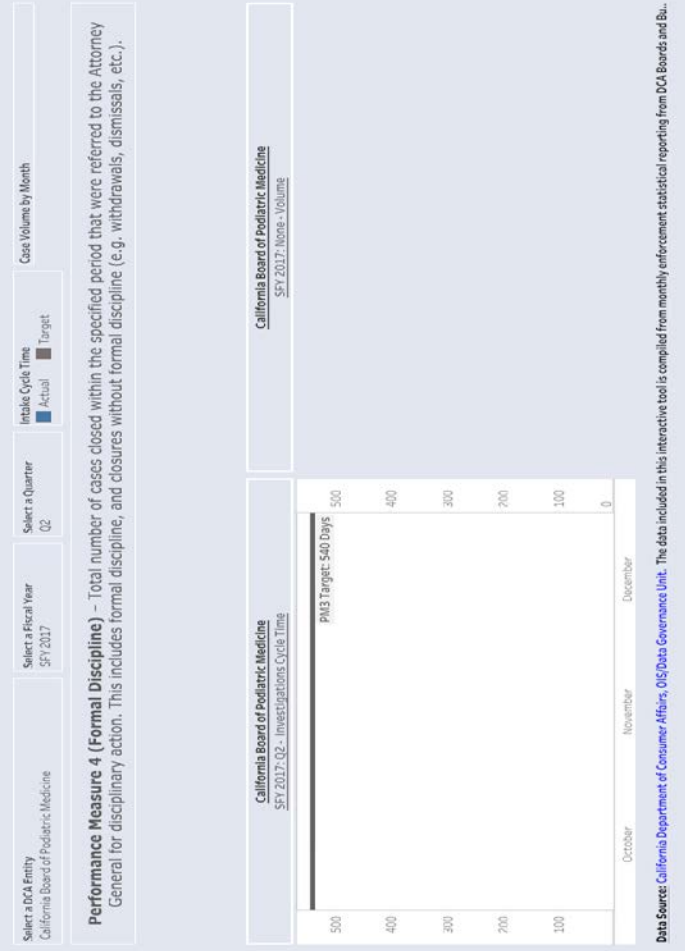 Select a DCA Entity
California Board of Podiatric Medicine
Select a Fiscal Year
SFY 2017
Select a Quarter
Q2
Intake Cycle Time
Actual
Target
Case Volume by Month
Performance Measure 4 (Formal Discipline) – Total number of cases closed within the specified period that were referred to the Attorney
General for disciplinary action. This includes formal discipline, and closures without formal discipline (e.g. withdrawals, dismissals, etc.).
California Board of Podiatric Medicine
SFY 2017: Q2 - Investigations Cycle Time
California Board of Podiatric Medicine
SFY 2017: None - Volume
500
400
300
200
100
PM3 Target: 540 Days
500
400
300
200
100
0
October
November
December
Data Source: California Department of Consumer Affairs, OIS/Data Governance Unit. The data included in this interactive tool is compiled from monthly enforcement statistical reporting from DCA Boards and Bu..